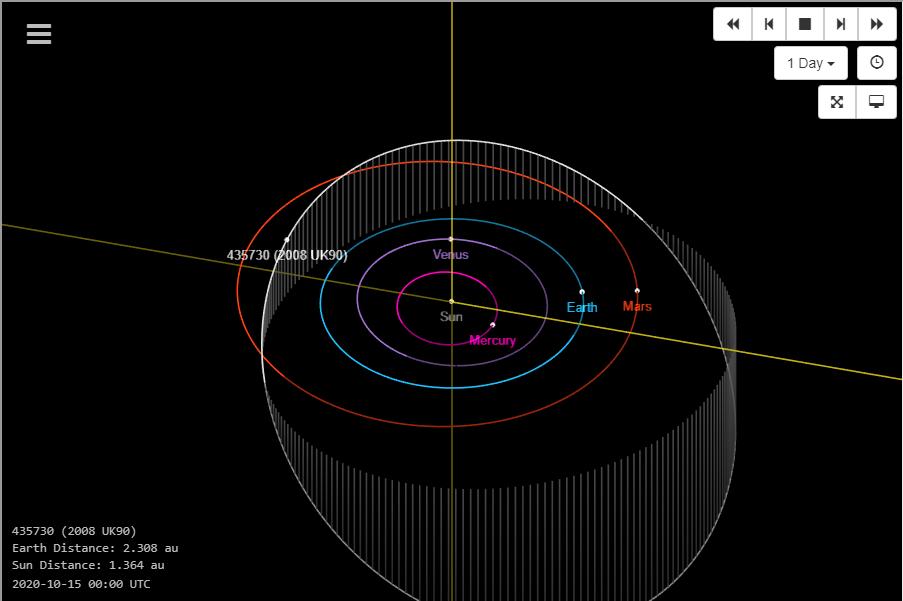 1 Day
435730 (2008 UK90)
Venus
Earth
Mars
Sun
Mercury
435730 (2008 UK90)
Earth Distance: 2.308 au
Sun Distance: 1.364 au
2020-10-15 00:00 UTC